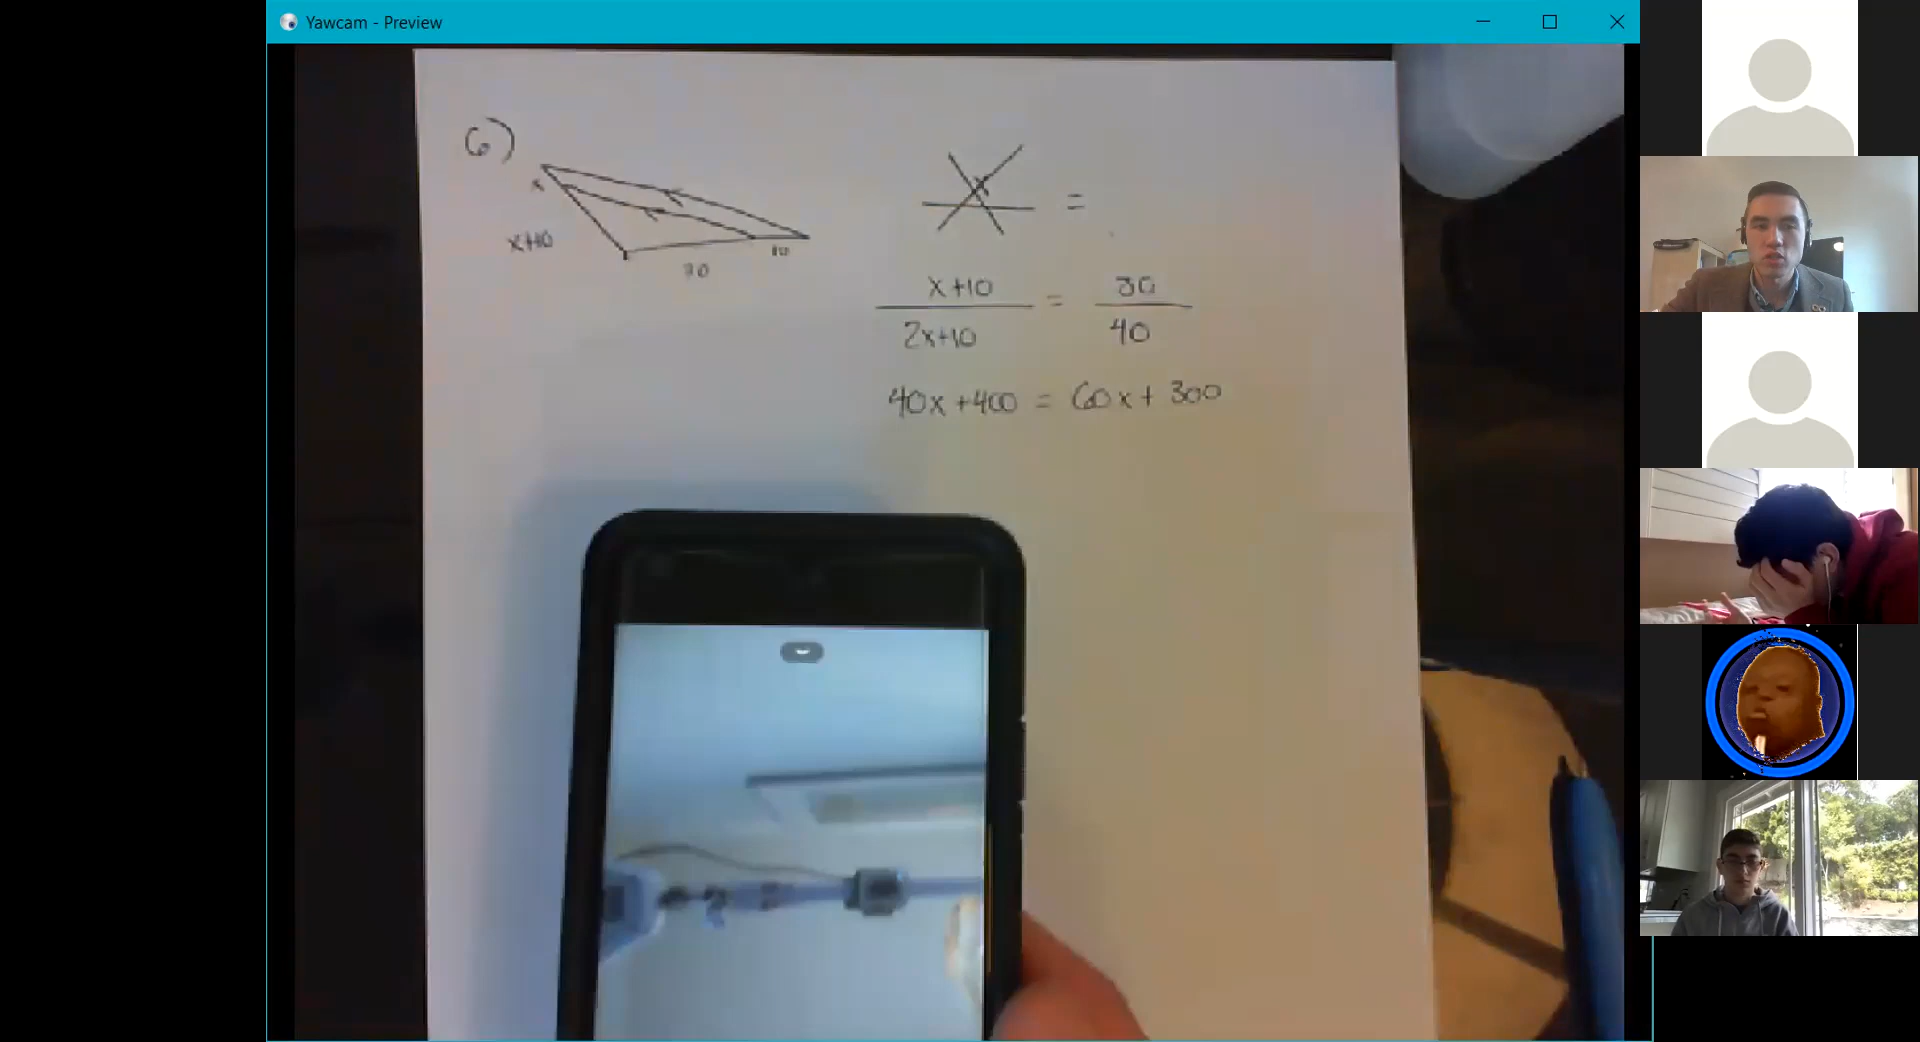 Yawcam - Preview
6)
x
x+10
30
10
=
x+10 = 30
2x+10 40
40x+400 = 60x+300